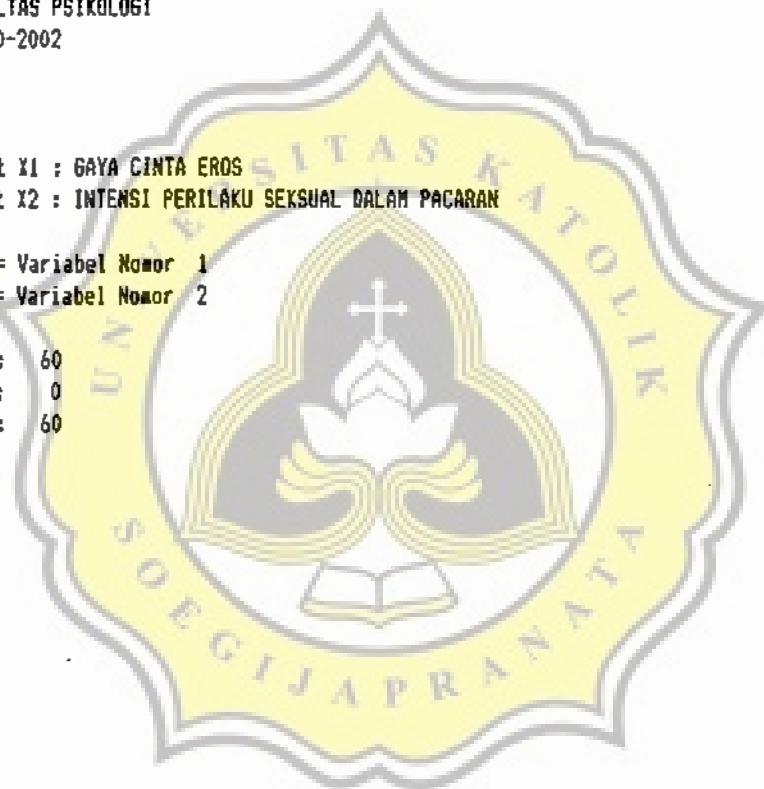 LTAS PSIKOLOGI
0-2002
t X1 : GAYA CINTA EROS
t X2 : INTENSI PERILAKU SEKSUAL DALAM PACARAN
= Variabel Nomor 1
= Variabel Nomor 2
: 60
: 0
: 60
UNIVERSITAS KATOLIK
SOEGIJAPRANATA